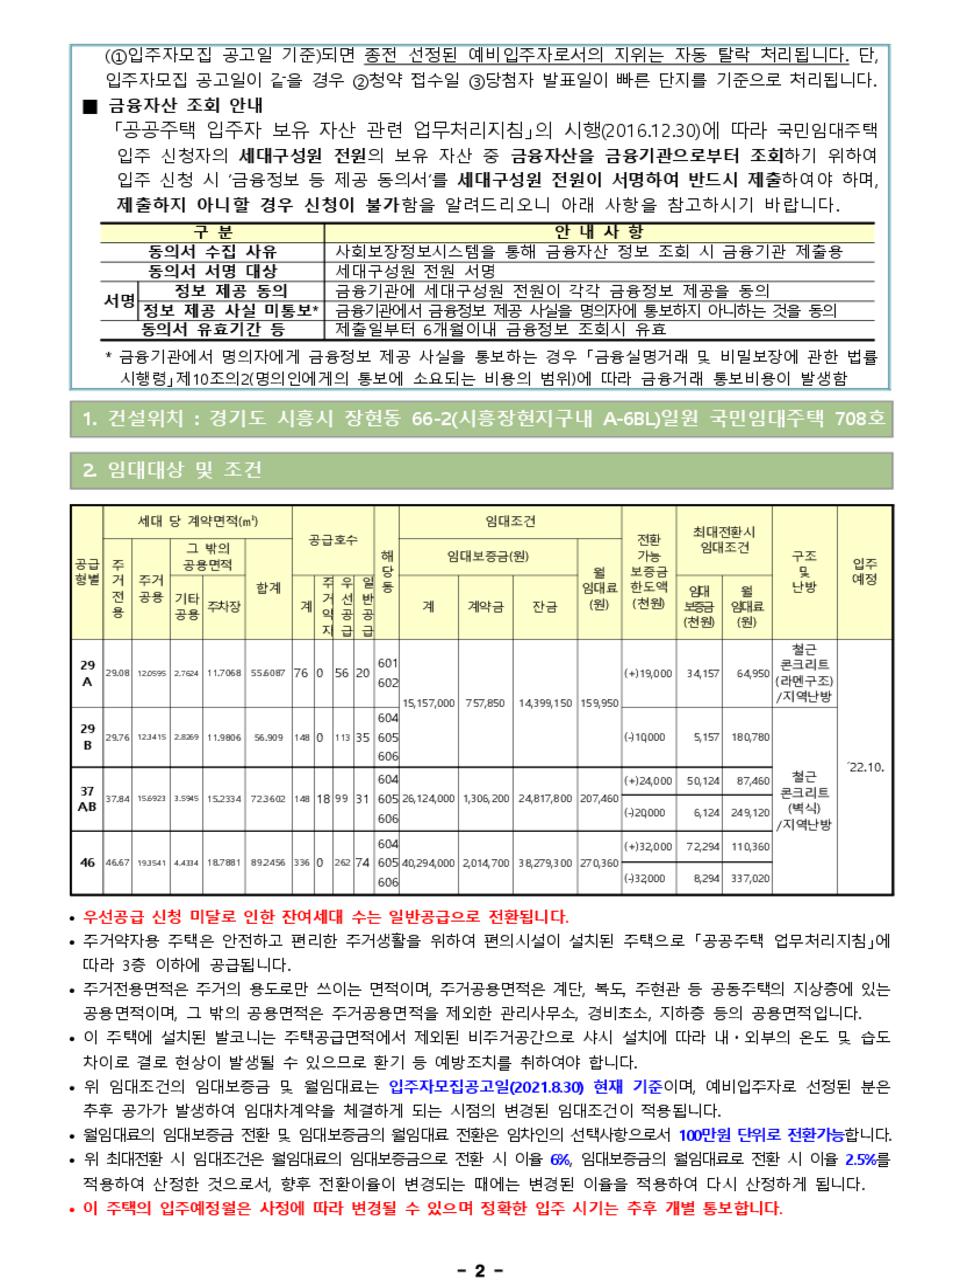 (①입주자모집 공고일 기준)되면 종전 선정된 예비입주자로서의 지위는 자동 탈락 처리됩니다. 단,
입주자모집 공고일이 같을 경우 ②청약 접수일 ③당첨자 발표일이 빠른 단지를 기준으로 처리됩니다.
■ 금융자산 조회 안내
「공공주택 입주자 보유 자산 관련 업무처리지침」의 시행(2016.12.30)에 따라 국민임대주택
입주 신청자의 세대구성원 전원의 보유 자산 중 금융자산을 금융기관으로부터 조회하기 위하여
입주 신청 시 '금융정보 등 제공 동의서'를 세대구성원 전원이 서명하여 반드시 제출하여야 하며,
제출하지 아니할 경우 신청이 불가함을 알려드리오니 아래 사항을 참고하시기 바랍니다.
구 분 안 내 사 항
동의서 수집 사유 사회보장정보시스템을 통해 금융자산 정보 조회 시 금융기관 제출용
동의서 서명 대상 세대구성원 전원 서명
서명 정보 제공 동의 금융기관에 세대구성원 전원이 각각 금융정보 제공을 동의
정보 제공 사실 미통보* 금융기관에서 금융정보 제공 사실을 명의자에 통보하지 아니하는 것을 동의
동의서 유효기간 등 제출일부터 6개월이내 금융정보 조회시 유효
* 금융기관에서 명의자에게 금융정보 제공 사실을 통보하는 경우 「금융실명거래 및 비밀보장에 관한 법률
시행령」제10조의2(명의인에게의 통보에 소요되는 비용의 범위)에 따라 금융거래 통보비용이 발생함
1. 건설위치 : 경기도 시흥시 장현동 66-2(시흥장현지구내 A-6BL)일원 국민임대주택 708호
2. 임대대상 및 조건
공급형별 세대 당 계약면적(㎡) 공급호수 해당동 임대조건 전환가능보증금한도액(천원) 최대전환시 임대조건 구조 및 난방 입주예정
주거전용 주거공용 그 밖의 공용면적 합계 계 주거약자 우선공급 일반공급 임대보증금(원) 월임대료(원) 임대보증금(천원) 월임대료(원)
기타공용 주차장 계 계약금 잔금
29A 29.08 12.0595 2.7624 11.7068 55.6087 76 0 56 20 601 602 15,157,000 757,850 14,399,150 159,950 (+)19,000 34,157 64,950 철근콘크리트(라멘구조)/지역난방 '22.10.
29B 29.76 12.3415 2.8269 11.9806 56.909 148 0 113 35 604 605 606 (-)10,000 5,157 180,780 철근콘크리트(벽식)/지역난방
37AB 37.84 15.6923 3.5945 15.2334 72.3602 148 18 99 31 604 605 606 26,124,000 1,306,200 24,817,800 207,460 (+)24,000 50,124 87,460
(-)20,000 6,124 249,120
46 46.67 19.3541 4.4334 18.7881 89.2456 336 0 262 74 604 605 606 40,294,000 2,014,700 38,279,300 270,360 (+)32,000 72,294 110,360
(-)32,000 8,294 337,020
• 우선공급 신청 미달로 인한 잔여세대 수는 일반공급으로 전환됩니다.
• 주거약자용 주택은 안전하고 편리한 주거생활을 위하여 편의시설이 설치된 주택으로 「공공주택 업무처리지침」에
따라 3층 이하에 공급됩니다.
• 주거전용면적은 주거의 용도로만 쓰이는 면적이며, 주거공용면적은 계단, 복도, 주현관 등 공동주택의 지상층에 있는
공용면적이며, 그 밖의 공용면적은 주거공용면적을 제외한 관리사무소, 경비초소, 지하층 등의 공용면적입니다.
• 이 주택에 설치된 발코니는 주택공급면적에서 제외된 비주거공간으로 샤시 설치에 따라 내・외부의 온도 및 습도
차이로 결로 현상이 발생될 수 있으므로 환기 등 예방조치를 취하여야 합니다.
• 위 임대조건의 임대보증금 및 월임대료는 입주자모집공고일(2021.8.30) 현재 기준이며, 예비입주자로 선정된 분은
추후 공가가 발생하여 임대차계약을 체결하게 되는 시점의 변경된 임대조건이 적용됩니다.
• 월임대료의 임대보증금 전환 및 임대보증금의 월임대료 전환은 임차인의 선택사항으로서 100만원 단위로 전환가능합니다.
• 위 최대전환 시 임대조건은 월임대료의 임대보증금으로 전환 시 이율 6%, 임대보증금의 월임대료로 전환 시 이율 2.5%를
적용하여 산정한 것으로서, 향후 전환이율이 변경되는 때에는 변경된 이율을 적용하여 다시 산정하게 됩니다.
• 이 주택의 입주예정월은 사정에 따라 변경될 수 있으며 정확한 입주 시기는 추후 개별 통보합니다.
- 2 -